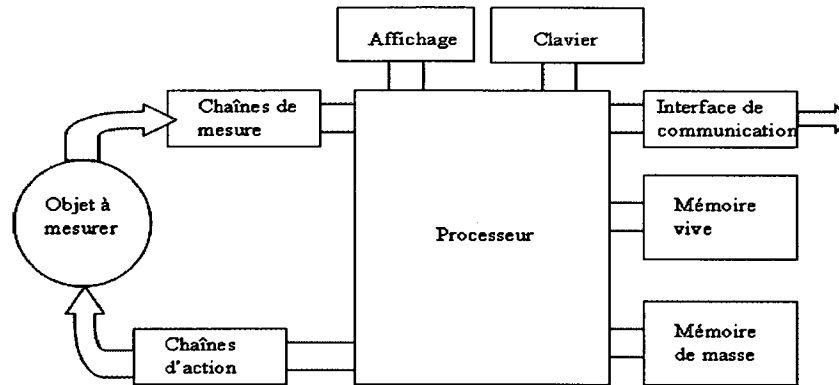 Affichage
Clavier
Chaînes de
mesure
Interface de
communication
Objet à
mesurer
Mémoire
vive
Processeur
Chaînes
d'action
Mémoire
de masse